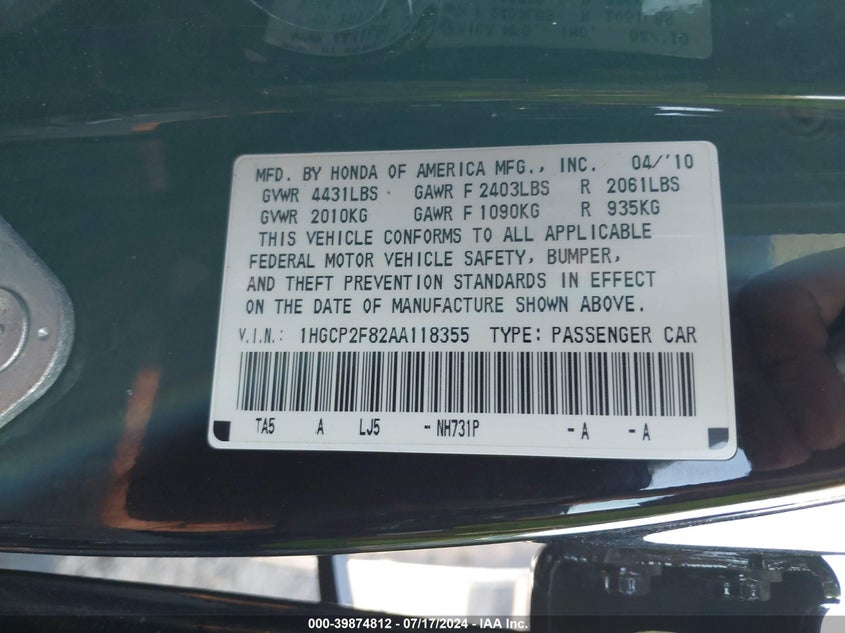 MFD. BY HONDA OF AMERICA MFG., INC. 04/'10
GVWR 4431LBS GAWR F 2403LBS R 2061LBS
GVWR 2010KG GAWR F 1090KG R 935KG
THIS VEHICLE CONFORMS TO ALL APPLICABLE
FEDERAL MOTOR VEHICLE SAFETY, BUMPER,
AND THEFT PREVENTION STANDARDS IN EFFECT
ON THE DATE OF MANUFACTURE SHOWN ABOVE.
V.I.N.: 1HGCP2F82AA118355 TYPE: PASSENGER CAR
TA5 A LJ5 -NH731P -A -A
000-39874812 - 07/17/2024 - IAA Inc.